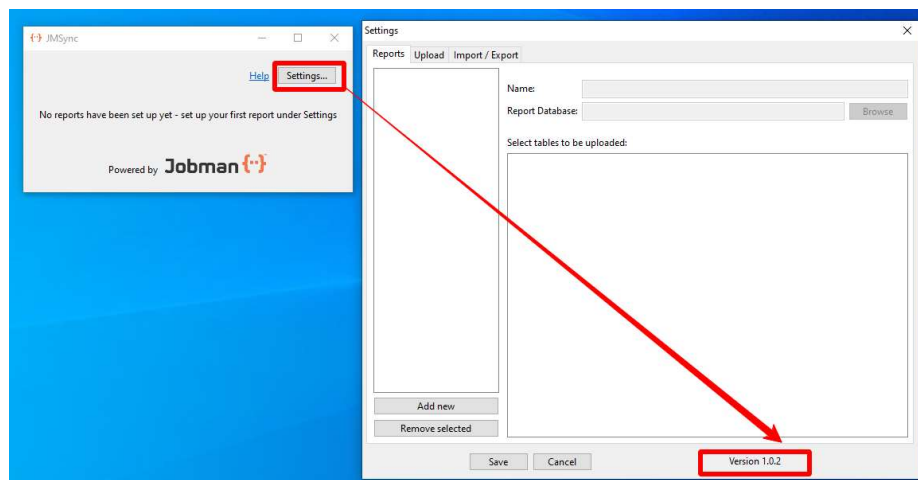 JMSync
Help Settings...
No reports have been set up yet - set up your first report under Settings
Powered by Jobman
Settings
Reports Upload Import / Export
Name:
Report Database: Browse
Select tables to be uploaded:
Add new
Remove selected
Save Cancel Version 1.0.2